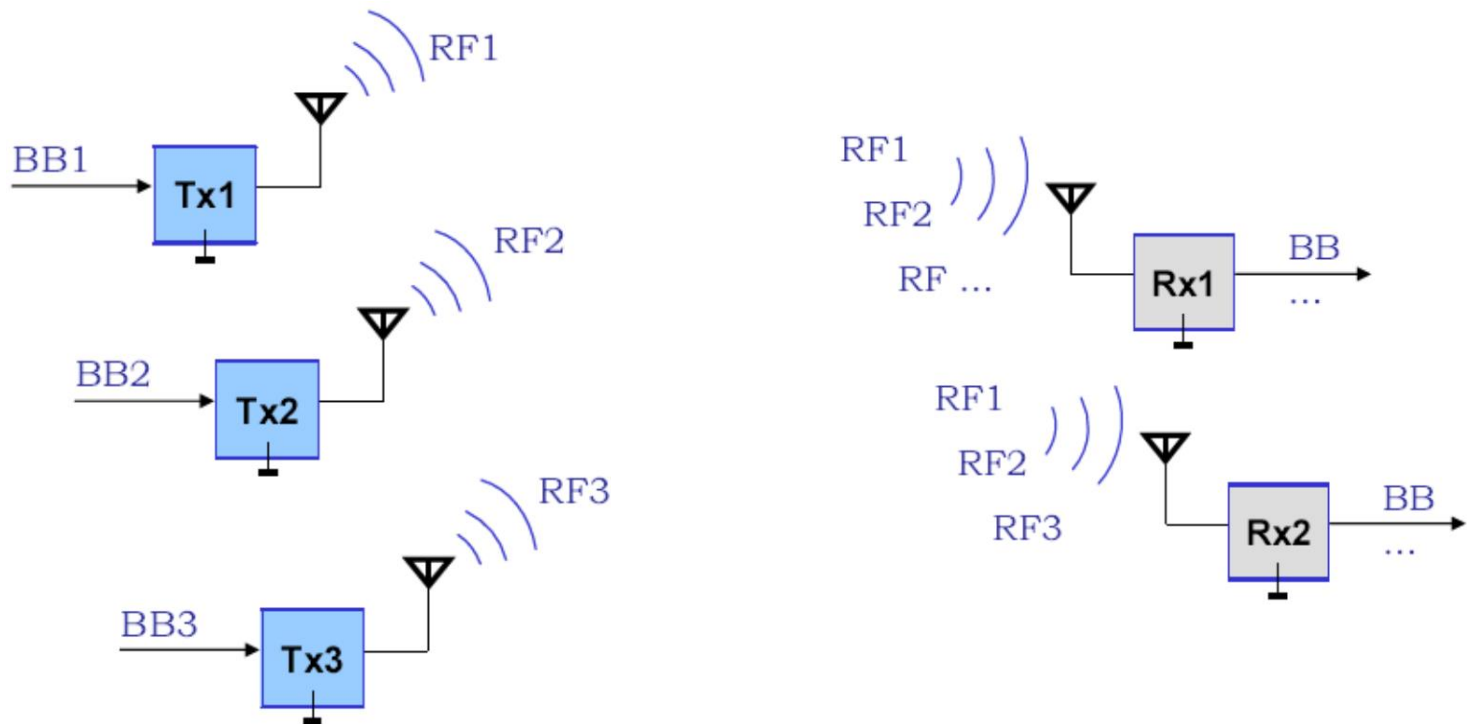 RF1
BB1
Tx1
RF2
BB2
Tx2
RF3
BB3
Tx3
RF1
RF2
RF ...
Rx1
BB
...
RF1
RF2
RF3
Rx2
BB
...